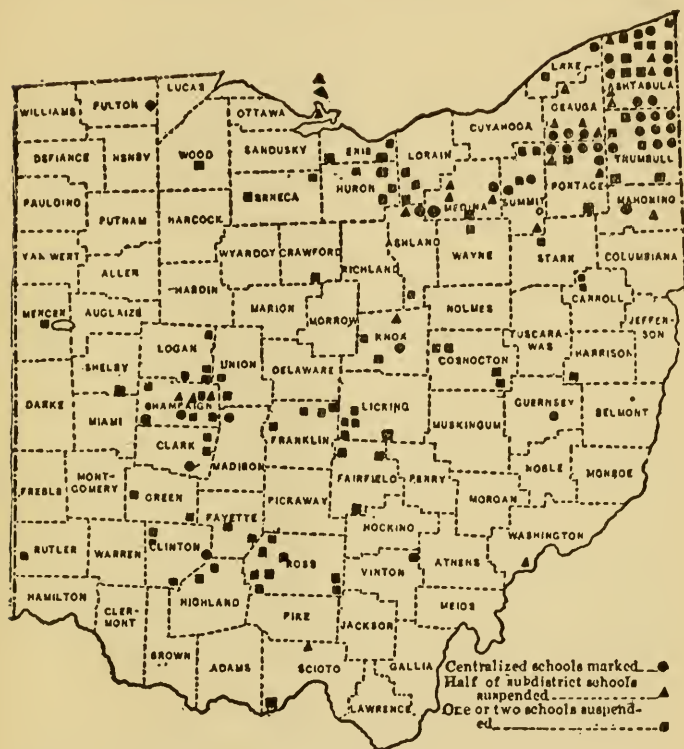 LUCAS
LAKE
ASHTABULA
WILLIAMS
FULTON
OTTAWA
GEAUGA
CUYAHOGA
DEFIANCE
HENRY
WOOD
SANDUSKY
ERIE
LORAIN
TRUMBULL
HURON
PAULDING
SENECA
MEDINA
SUMMIT
PORTAGE
MAHONING
PUTNAM
HANCOCK
ASHLAND
VAN WERT
WYANDOT
CRAWFORD
RICHLAND
WAYNE
STARK
COLUMBIANA
ALLEN
HARDIN
CARROLL
MERCER
AUGLAIZE
MARION
MORROW
HOLMES
JEFFER-
SON
LOGAN
UNION
KNOX
COSHOCTON
TUSCARA-
WAS
HARRISON
SHELBY
DELAWARE
DARKE
MIAMI
CHAMPAIGN
LICKING
GUERNSEY
BELMONT
CLARK
FRANKLIN
MUSKINGUM
MADISON
NOBLE
MONROE
PREBLE
MONT-
GOMERY
GREEN
FAIRFIELD
PERRY
PICKAWAY
MORGAN
FAYETTE
HOCKING
WASHINGTON
BUTLER
WARREN
CLINTON
ROSS
VINTON
ATHENS
HAMILTON
CLER-
MONT
HIGHLAND
PIKE
MEIGS
JACKSON
BROWN
ADAMS
SCIOTO
GALLIA
LAWRENCE
Centralized schools marked
Half of subdistrict schools
suspended
One or two schools suspend-
ed